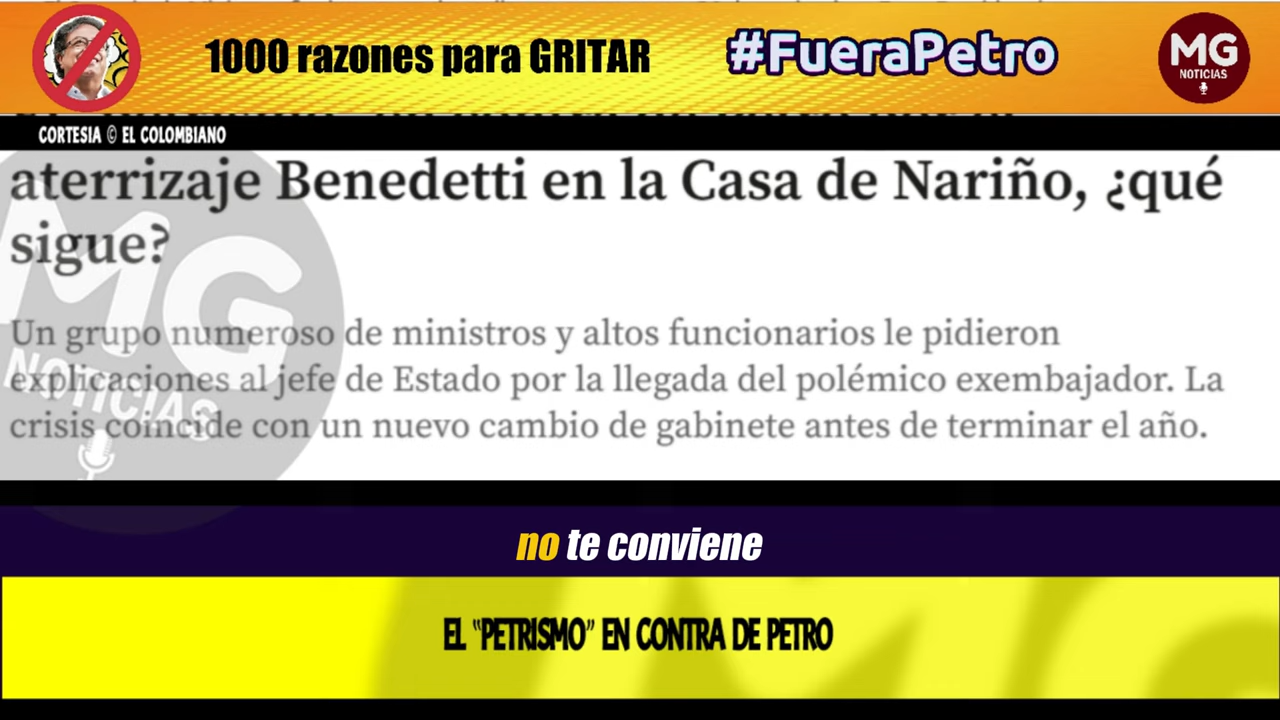 1000 razones para GRITAR
#FueraPetro
MG
NOTICIAS
CORTESIA © EL COLOMBIANO
aterrizaje Benedetti en la Casa de Nariño, ¿qué
sigue?
MG
NOTICIAS
Un grupo numeroso de ministros y altos funcionarios le pidieron
explicaciones al jefe de Estado por la llegada del polémico exembajador. La
crisis coincide con un nuevo cambio de gabinete antes de terminar el año.
no te conviene
EL “PETRISMO” EN CONTRA DE PETRO